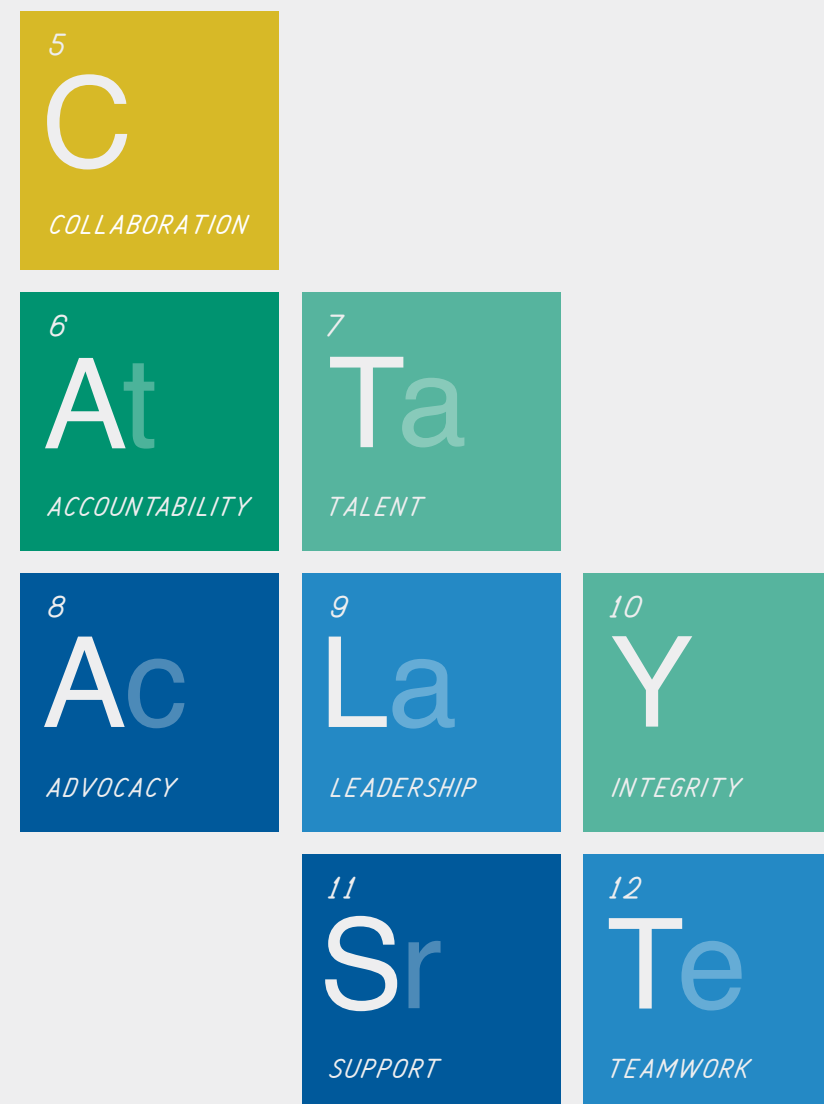 5
C
COLLABORATION
6
At
ACCOUNTABILITY
7
Ta
TALENT
8
Ac
ADVOCACY
9
La
LEADERSHIP
10
Y
INTEGRITY
11
Sr
SUPPORT
12
Te
TEAMWORK